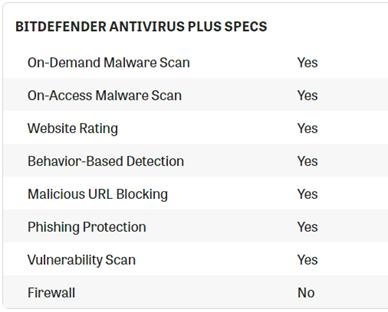 BITDEFENDER ANTIVIRUS PLUS SPECS
On-Demand Malware Scan Yes
On-Access Malware Scan Yes
Website Rating Yes
Behavior-Based Detection Yes
Malicious URL Blocking Yes
Phishing Protection Yes
Vulnerability Scan Yes
Firewall No